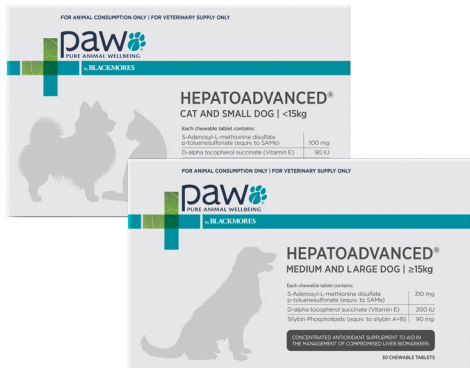 FOR ANIMAL CONSUMPTION ONLY | FOR VETERINARY SUPPLY ONLY
paw
PURE ANIMAL WELLBEING
by BLACKMORES
HEPATOADVANCED®
CAT AND SMALL DOG | <15kg
Each chewable tablet contains:
S-Adenosyl-L-methionine disulfate
p-toluenesulfonate (equiv. to SAMe) 100 mg
D-alpha tocopherol succinate (Vitamin E) 90 IU
FOR ANIMAL CONSUMPTION ONLY | FOR VETERINARY SUPPLY ONLY
paw
PURE ANIMAL WELLBEING
by BLACKMORES
HEPATOADVANCED®
MEDIUM AND LARGE DOG | ≥15kg
Each chewable tablet contains:
S-Adenosyl-L-methionine disulfate
p-toluenesulfonate (equiv. to SAMe) 310 mg
D-alpha tocopherol succinate (Vitamin E) 200 IU
Silybin Phospholipids (equiv. to silybin A+B) 90 mg
CONCENTRATED ANTIOXIDANT SUPPLEMENT TO AID IN
THE MANAGEMENT OF COMPROMISED LIVER BIOMARKERS
30 CHEWABLE TABLETS